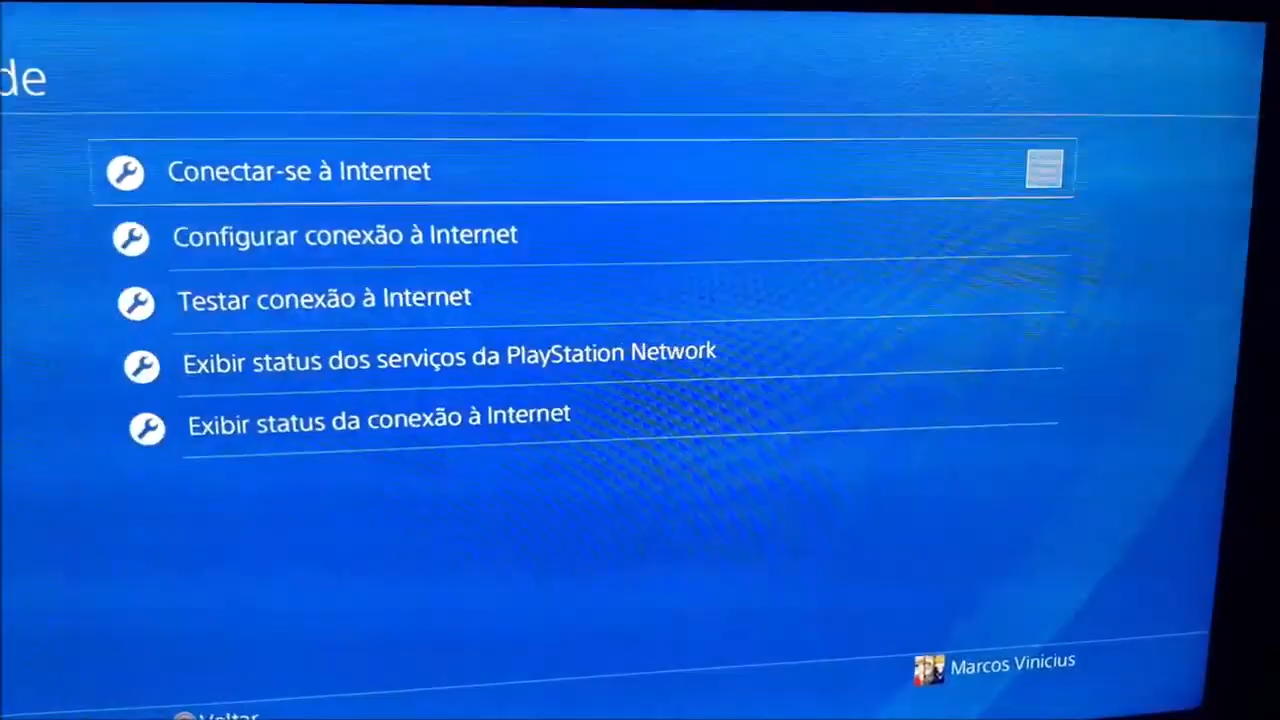 de
Conectar-se à Internet
Configurar conexão à Internet
Testar conexão à Internet
Exibir status dos serviços da PlayStation Network
Exibir status da conexão à Internet
Marcos Vinicius
Voltar